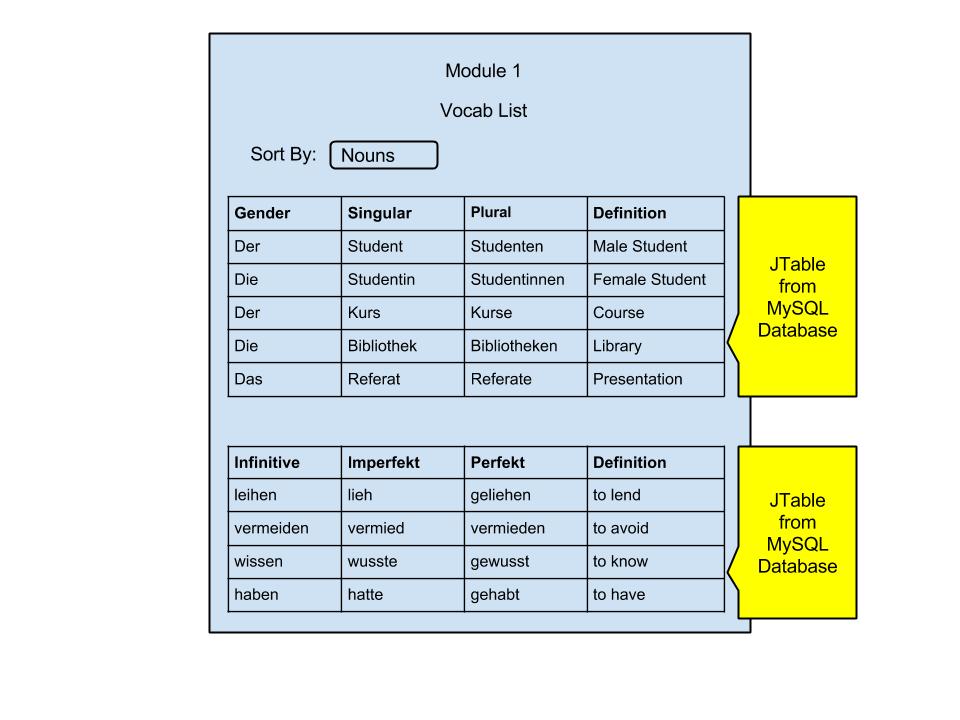 Module 1
Vocab List
Sort By: Nouns
Gender Singular Plural Definition
Der Student Studenten Male Student
Die Studentin Studentinnen Female Student
Der Kurs Kurse Course
Die Bibliothek Bibliotheken Library
Das Referat Referate Presentation
JTable
from
MySQL
Database
Infinitive Imperfekt Perfekt Definition
leihen lieh geliehen to lend
vermeiden vermied vermieden to avoid
wissen wusste gewusst to know
haben hatte gehabt to have
JTable
from
MySQL
Database